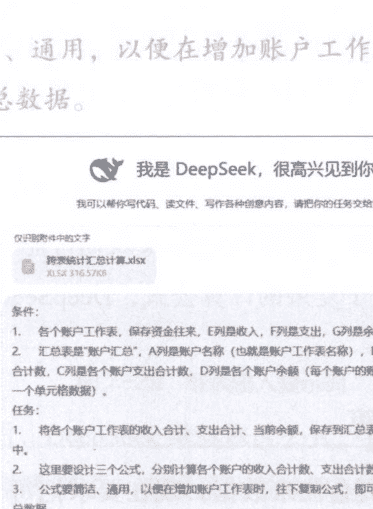 、通用，以便在增加账户工作
总数据。
我是 DeepSeek，很高兴见到你
我可以帮你写代码、读文件、写作各种创意内容，请把你的任务交给
仅识别附件中的文字
跨表统计汇总计算.xlsx
XLSX 316.57KB
条件：
1. 各个账户工作表，保存资金往来，E列是收入，F列是支出，G列是余
2. 汇总表是"账户汇总"，A列是账户名称（也就是账户工作表名称），
合计数，C列是各个账户支出合计数，D列是各个账户余额（每个账户的
一个单元格数据）。
任务：
1. 将各个账户工作表的收入合计、支出合计、当前余额，保存到汇总表
中。
2. 这里要设计三个公式，分别计算各个账户的收入合计数、支出合计数
3. 公式要简洁、通用，以便在增加账户工作表时，往下复制公式，即可
总数据